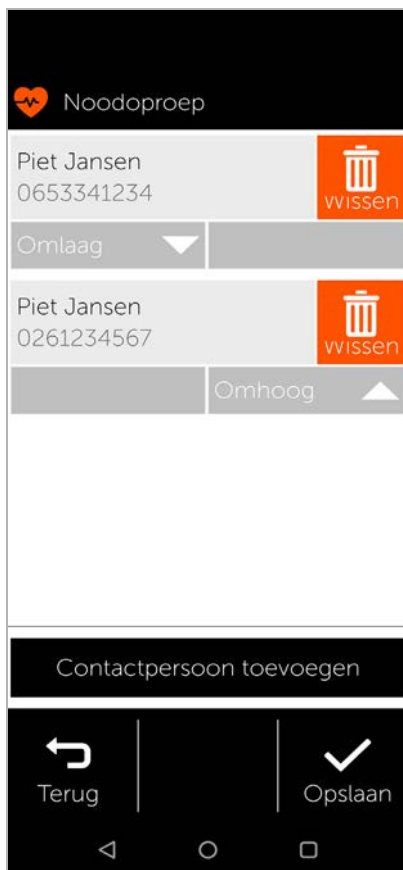 Noodoproep
Piet Jansen
0653341234
wissen
Omlaag
Piet Jansen
0261234567
wissen
Omhoog
Contactpersoon toevoegen
Terug
Opslaan